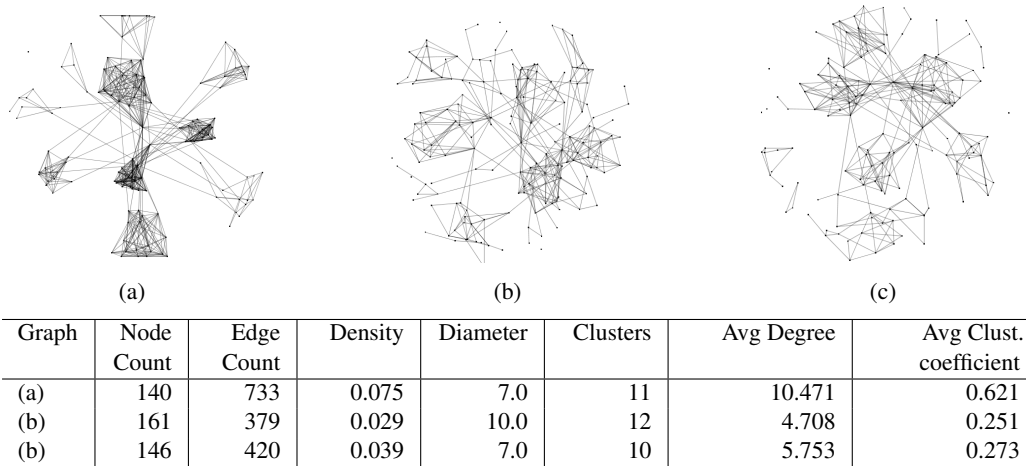 (a) (b) (c)
Graph Node Edge Density Diameter Clusters Avg Degree Avg Clust.
Count Count coefficient
(a) 140 733 0.075 7.0 11 10.471 0.621
(b) 161 379 0.029 10.0 12 4.708 0.251
(b) 146 420 0.039 7.0 10 5.753 0.273